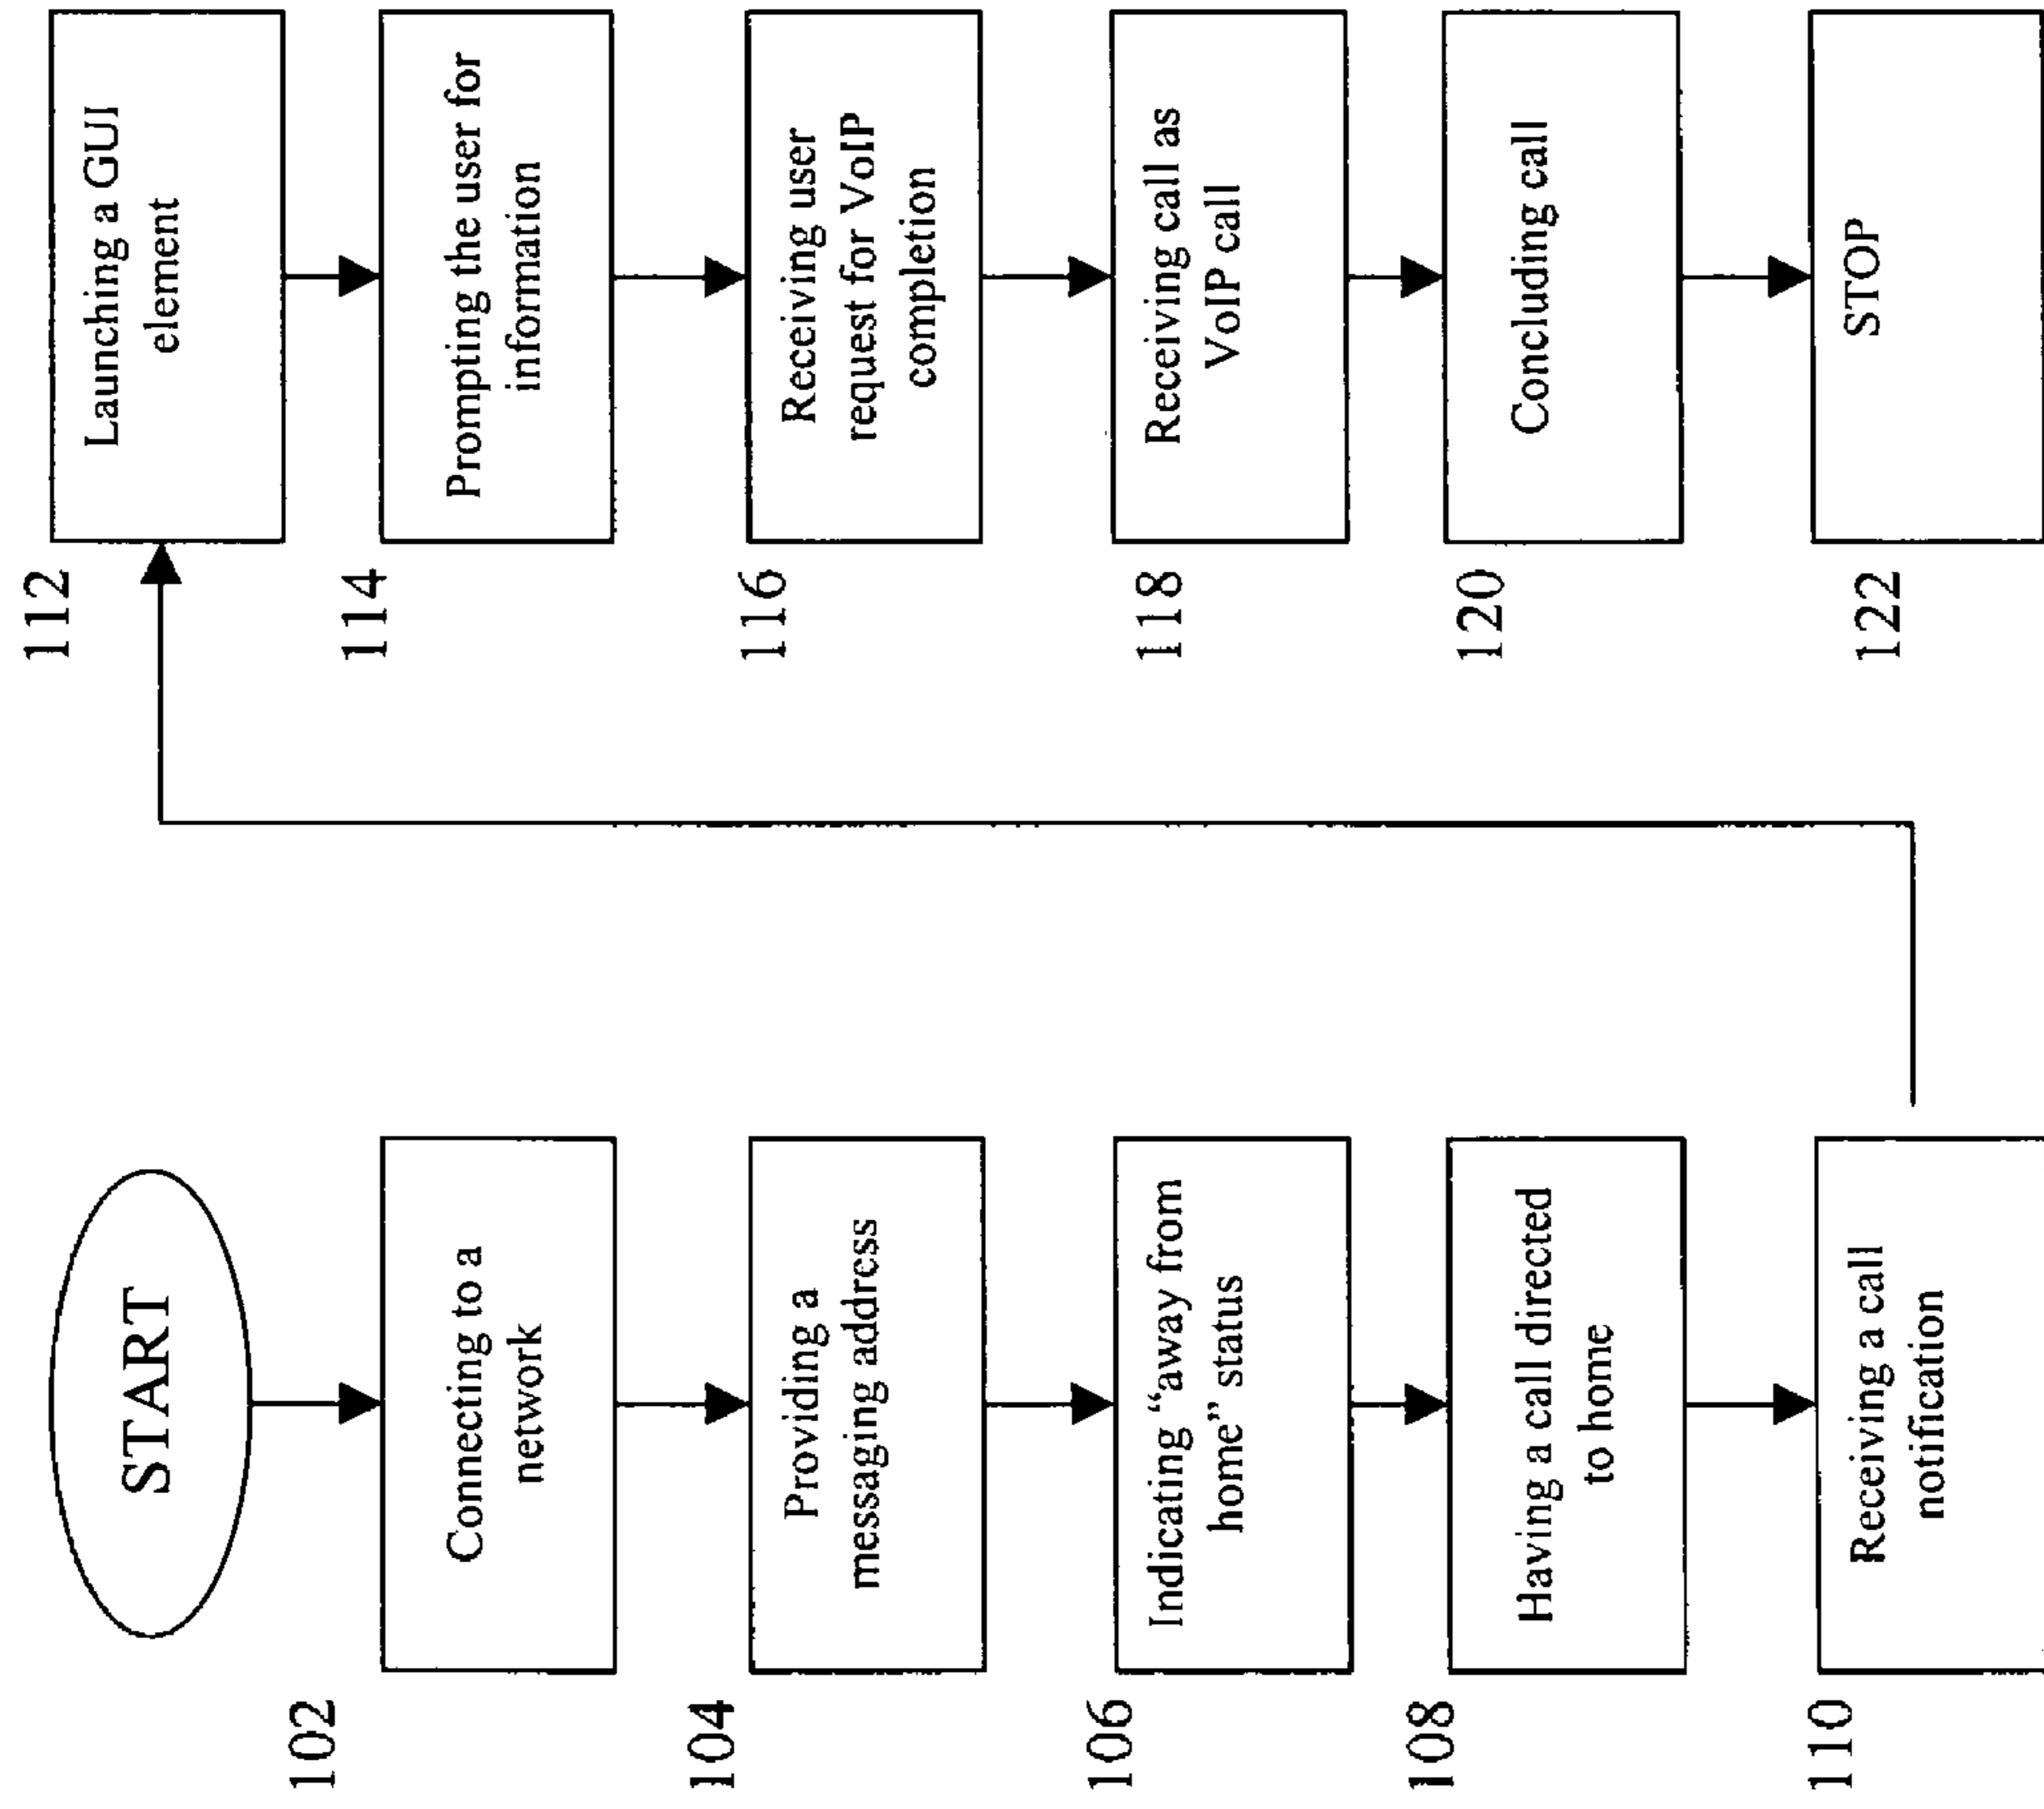 START
102
Connecting to a
network
104
Providing a
messaging address
106
Indicating “away from
home” status
108
Having a call directed
to home
110
Receiving a call
notification
112
Launching a GUI
element
114
Prompting the user for
information
116
Receiving user
request for VoIP
completion
118
Receiving call as
VoIP call
120
Concluding call
122
STOP